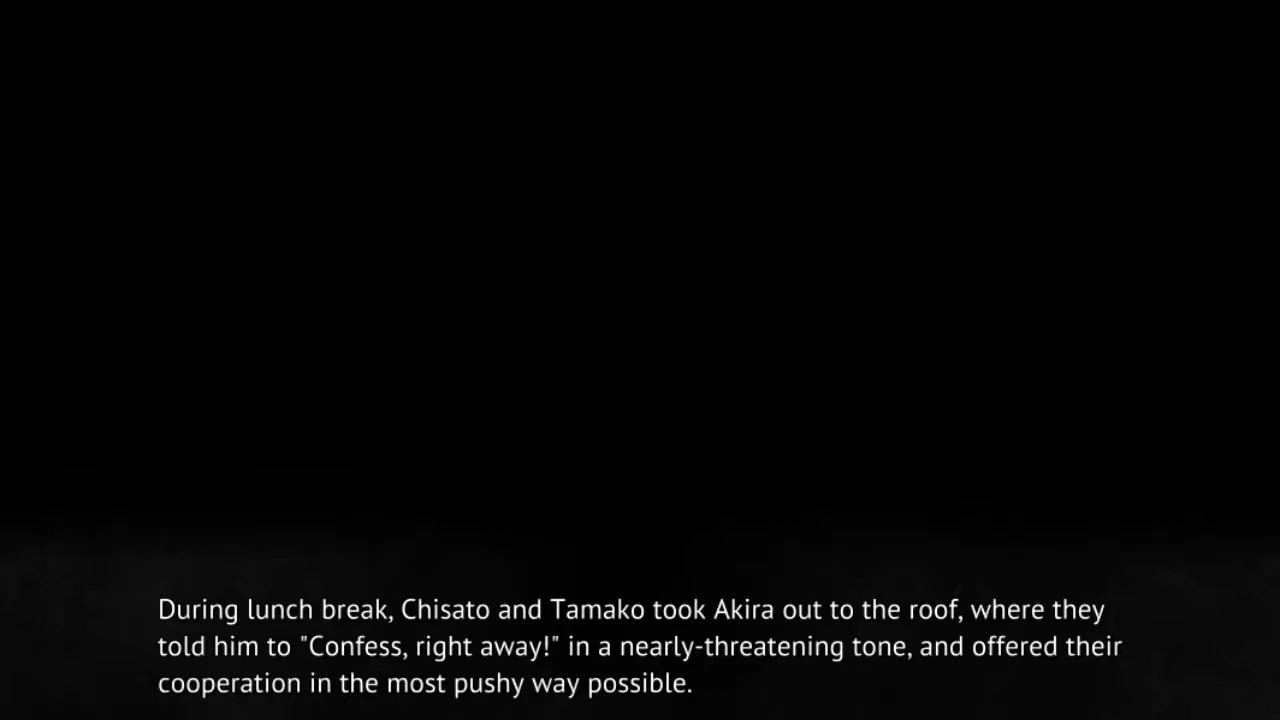 During lunch break, Chisato and Tamako took Akira out to the roof, where they
told him to "Confess, right away!" in a nearly-threatening tone, and offered their
cooperation in the most pushy way possible.